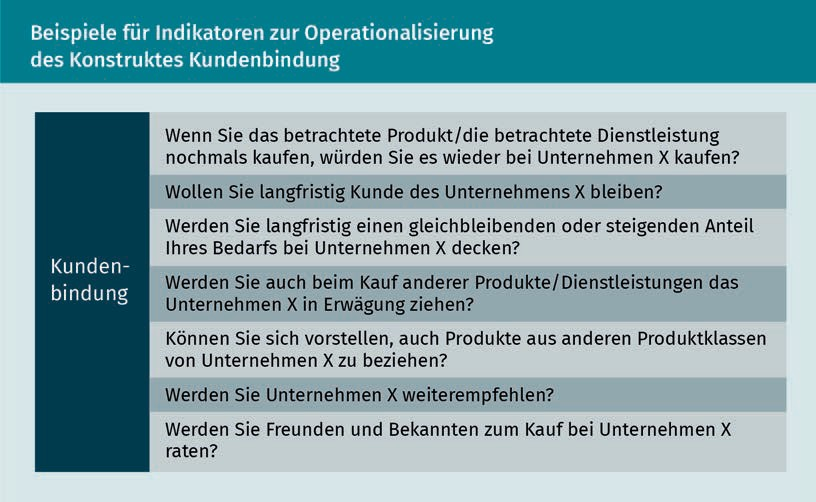 Beispiele für Indikatoren zur Operationalisierung
des Konstruktes Kundenbindung
Kunden-
bindung
Wenn Sie das betrachtete Produkt/die betrachtete Dienstleistung
nochmals kaufen, würden Sie es wieder bei Unternehmen X kaufen?
Wollen Sie langfristig Kunde des Unternehmens X bleiben?
Werden Sie langfristig einen gleichbleibenden oder steigenden Anteil
Ihres Bedarfs bei Unternehmen X decken?
Werden Sie auch beim Kauf anderer Produkte/Dienstleistungen das
Unternehmen X in Erwägung ziehen?
Können Sie sich vorstellen, auch Produkte aus anderen Produktklassen
von Unternehmen X zu beziehen?
Werden Sie Unternehmen X weiterempfehlen?
Werden Sie Freunden und Bekannten zum Kauf bei Unternehmen X
raten?